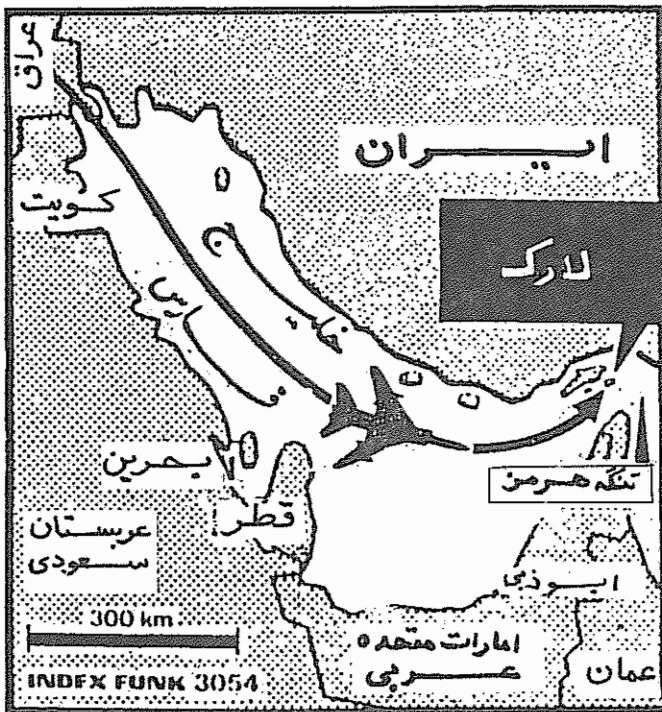 عراق
ایران
کویت
لارک
خلیج
فارس
بحرین
قطر
تنگه هرمز
عربستان
سعودی
ابوذبی
300 km
امارات متحده
عربی
عمان
INDEX FUNK 3054